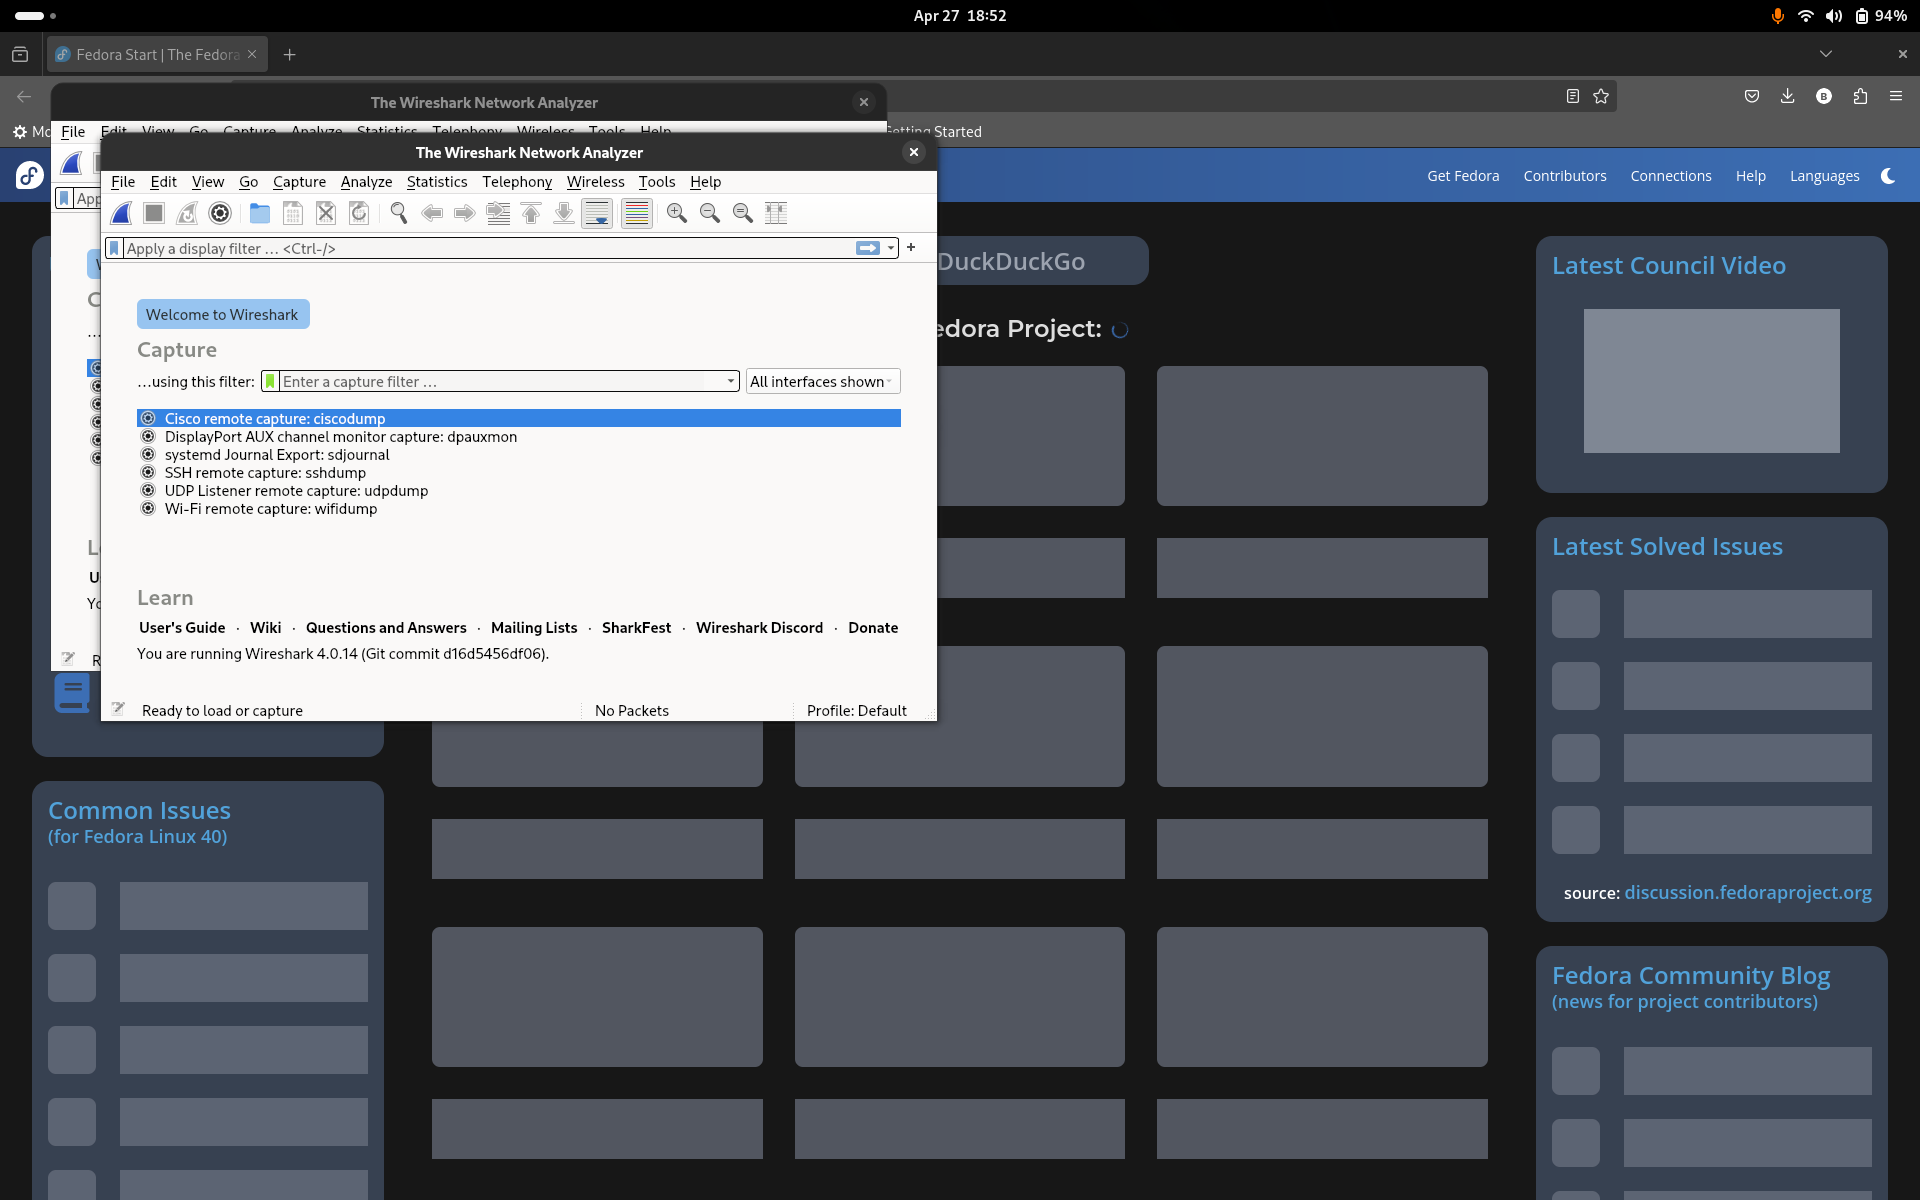 Apr 27 18:52
94%
Fedora Start | The Fedora
The Wireshark Network Analyzer
File Edit View Go Capture Analyze Statistics Telephony Wireless Tools Help
Getting Started
The Wireshark Network Analyzer
File Edit View Go Capture Analyze Statistics Telephony Wireless Tools Help
Get Fedora Contributors Connections Help Languages
Apply a display filter … <Ctrl-/>
DuckDuckGo
Latest Council Video
Welcome to Wireshark
edora Project:
Capture
…using this filter: Enter a capture filter … All interfaces shown
Cisco remote capture: ciscodump
DisplayPort AUX channel monitor capture: dpauxmon
systemd Journal Export: sdjournal
SSH remote capture: sshdump
UDP Listener remote capture: udpdump
Wi-Fi remote capture: wifidump
Latest Solved Issues
Learn
User's Guide · Wiki · Questions and Answers · Mailing Lists · SharkFest · Wireshark Discord · Donate
You are running Wireshark 4.0.14 (Git commit d16d5456df06).
Ready to load or capture No Packets Profile: Default
Common Issues
(for Fedora Linux 40)
source: discussion.fedoraproject.org
Fedora Community Blog
(news for project contributors)